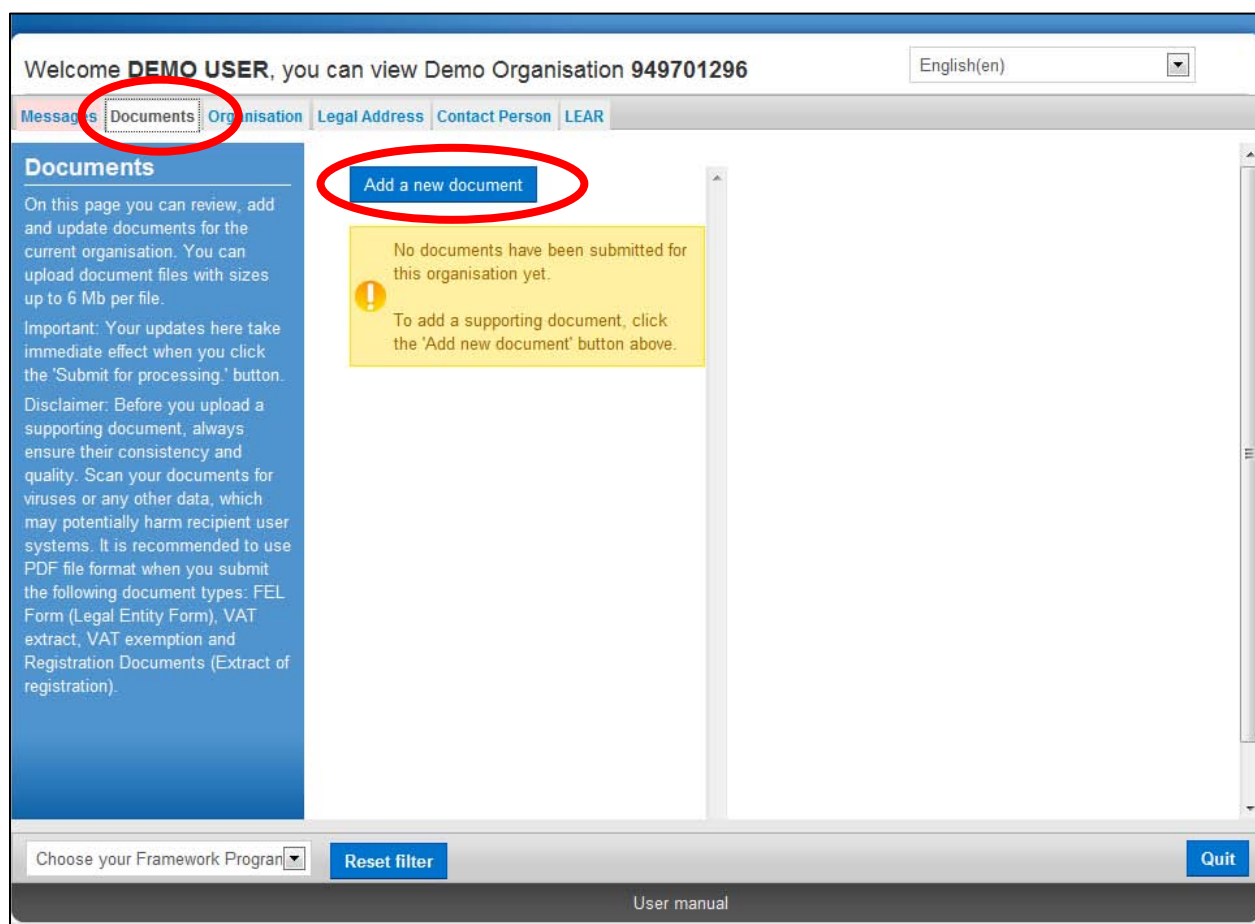 Welcome DEMO USER, you can view Demo Organisation 949701296
English(en)
Messages Documents Organisation Legal Address Contact Person LEAR
Documents
On this page you can review, add
and update documents for the
current organisation. You can
upload document files with sizes
up to 6 Mb per file.
Important: Your updates here take
immediate effect when you click
the 'Submit for processing.' button.
Disclaimer: Before you upload a
supporting document, always
ensure their consistency and
quality. Scan your documents for
viruses or any other data, which
may potentially harm recipient user
systems. It is recommended to use
PDF file format when you submit
the following document types: FEL
Form (Legal Entity Form), VAT
extract, VAT exemption and
Registration Documents (Extract of
registration).
Add a new document
No documents have been submitted for
this organisation yet.
To add a supporting document, click
the 'Add new document' button above.
Choose your Framework Progran
Reset filter
Quit
User manual